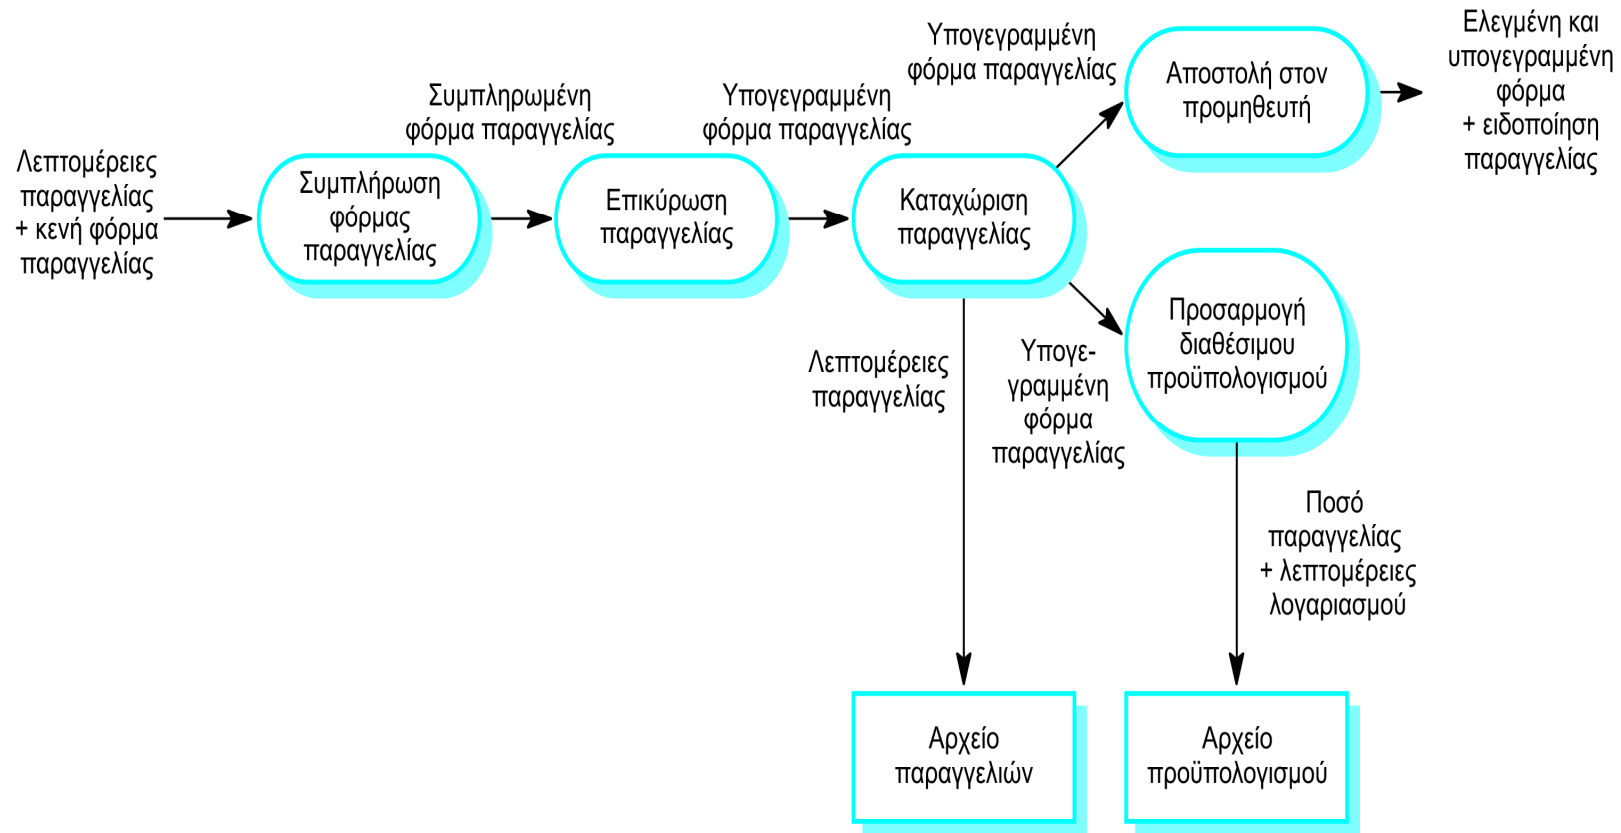 Λεπτομέρειες
παραγγελίας
+ κενή φόρμα
παραγγελίας
Συμπλήρωση
φόρμας
παραγγελίας
Συμπληρωμένη
φόρμα παραγγελίας
Επικύρωση
παραγγελίας
Υπογεγραμμένη
φόρμα παραγγελίας
Καταχώριση
παραγγελίας
Υπογεγραμμένη
φόρμα παραγγελίας
Αποστολή στον
προμηθευτή
Ελεγμένη και
υπογεγραμμένη
φόρμα
+ ειδοποίηση
παραγγελίας
Λεπτομέρειες
παραγγελίας
Υπογε-
γραμμένη
φόρμα
παραγγελίας
Προσαρμογή
διαθέσιμου
προϋπολογισμού
Ποσό
παραγγελίας
+ λεπτομέρειες
λογαριασμού
Αρχείο
παραγγελιών
Αρχείο
προϋπολογισμού